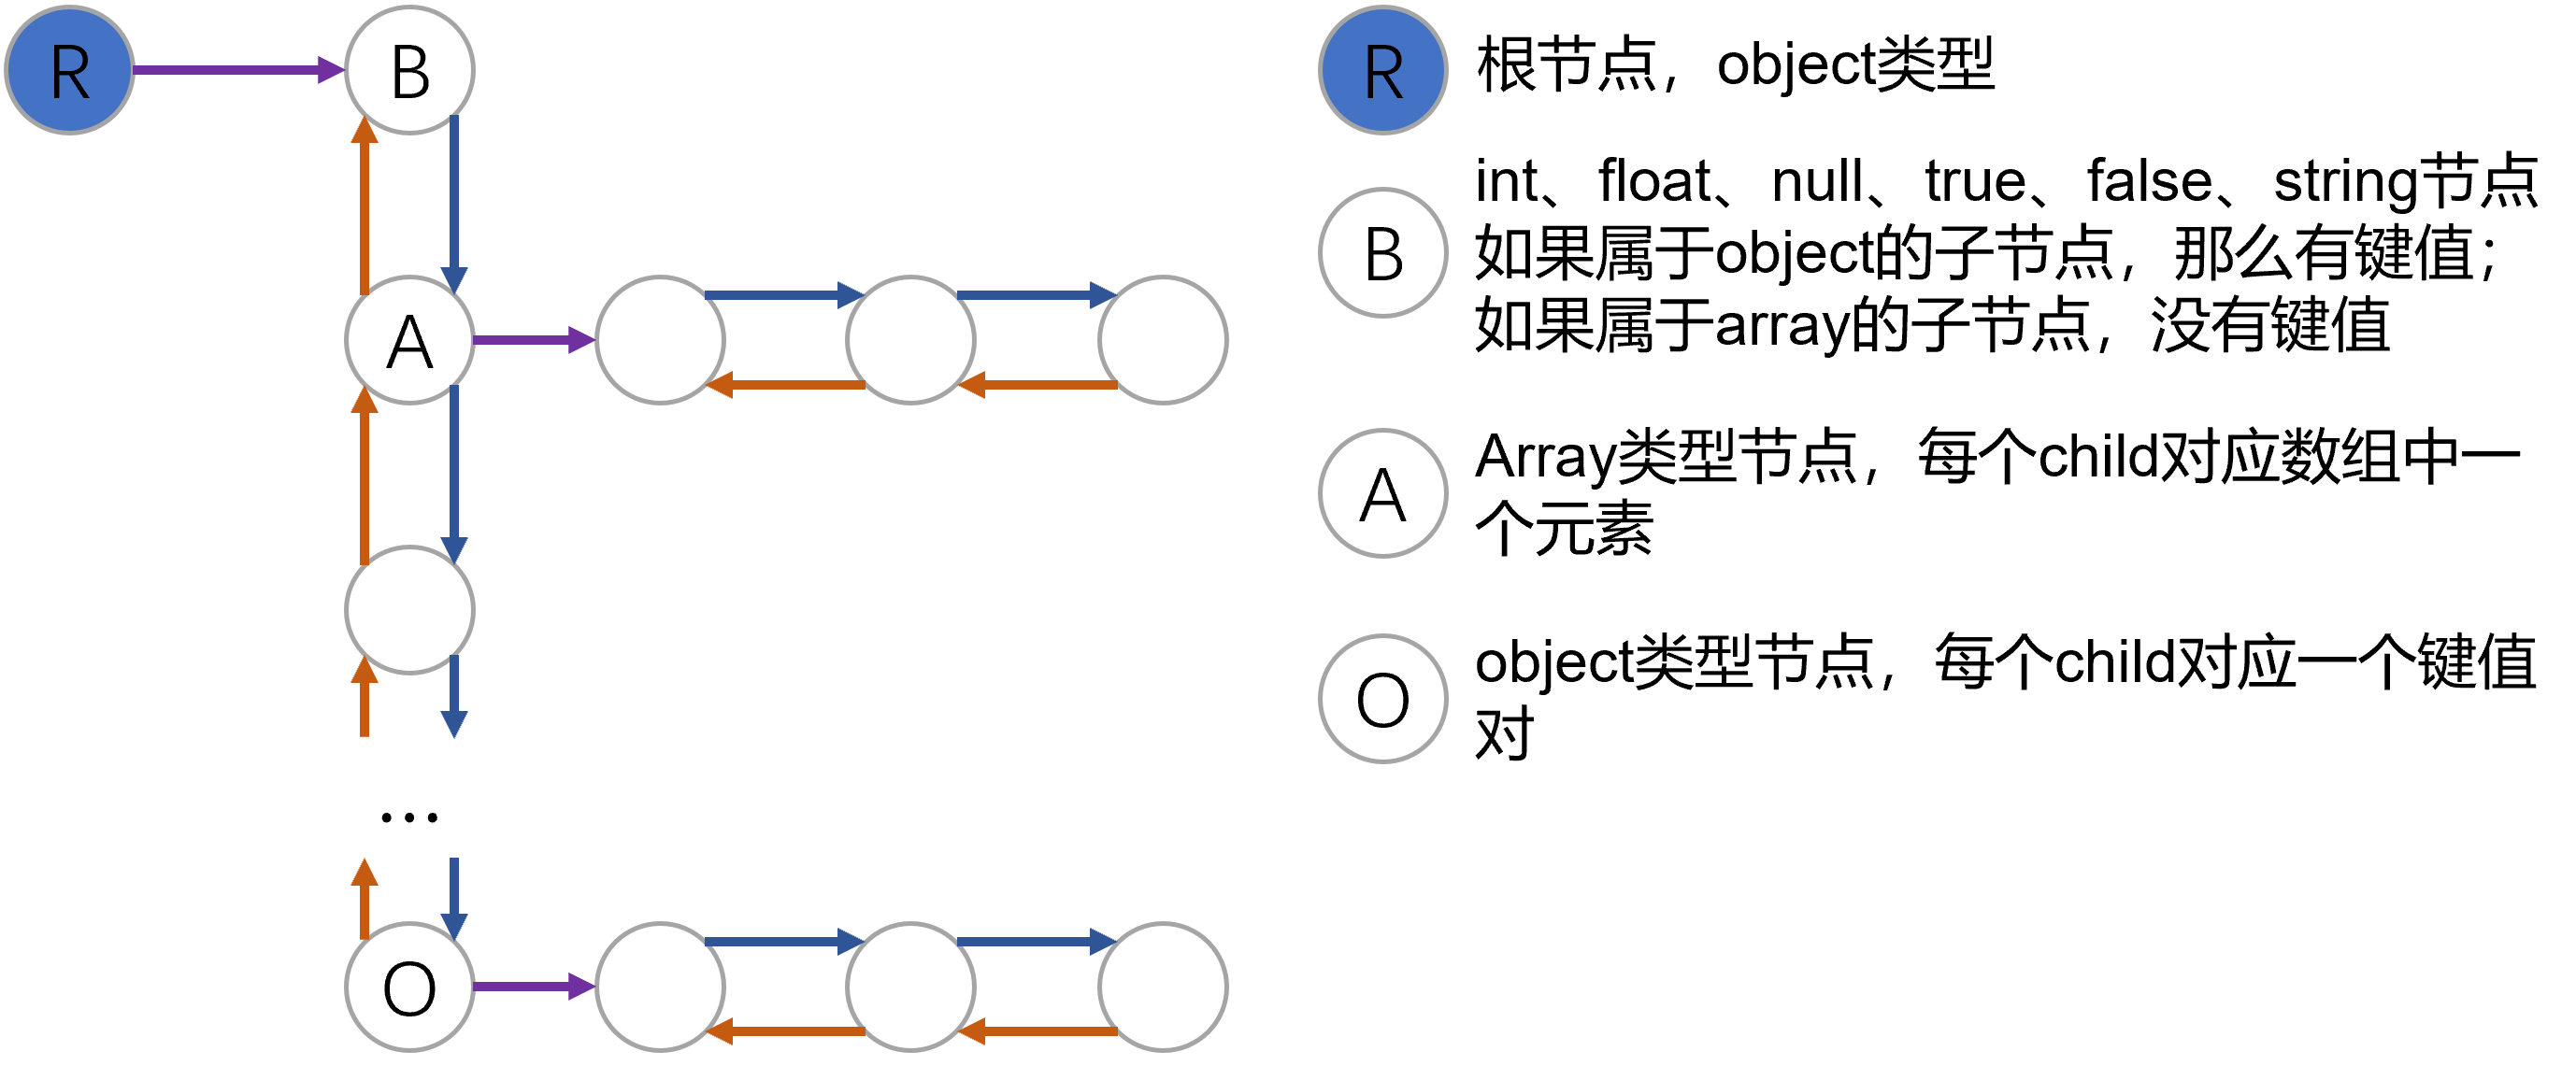 R
B
A
...
O
R
根节点，object类型
B
int、float、null、true、false、string节点
如果属于object的子节点，那么有键值；
如果属于array的子节点，没有键值
A
Array类型节点，每个child对应数组中一
个元素
O
object类型节点，每个child对应一个键值
对